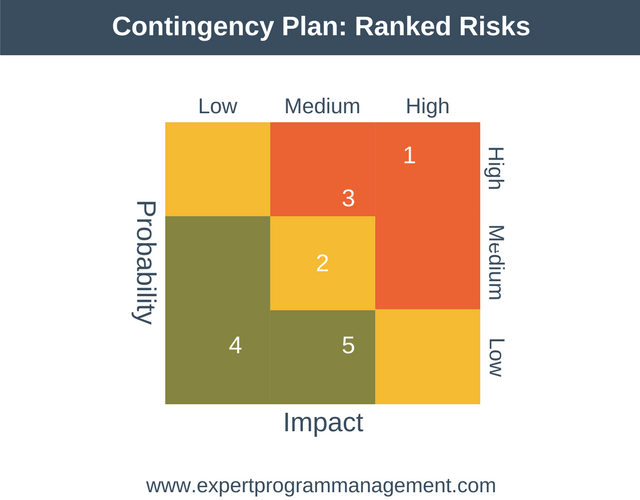 Contingency Plan: Ranked Risks
Low Medium High
1
High
3
Probability
2
Medium
4 5
Low
Impact
www.expertprogrammanagement.com